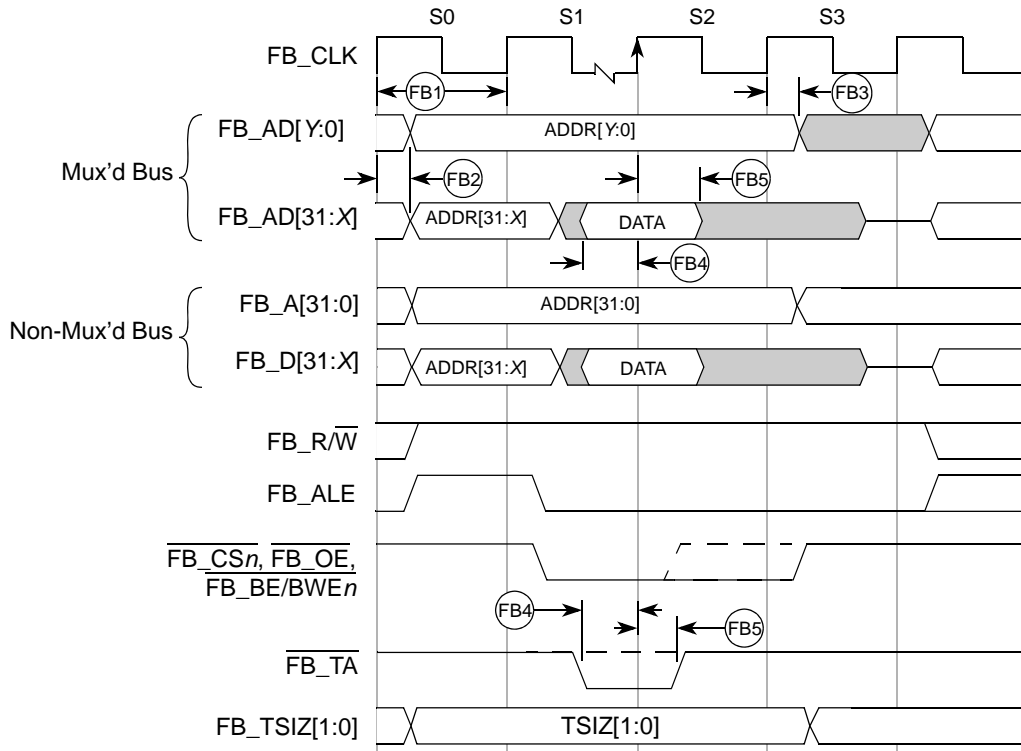 S0 S1 S2 S3
FB_CLK
FB1
FB3
Mux'd Bus
FB_AD[Y:0]
ADDR[Y:0]
FB2
FB5
FB_AD[31:X]
ADDR[31:X]
DATA
FB4
Non-Mux'd Bus
FB_A[31:0]
ADDR[31:0]
FB_D[31:X]
ADDR[31:X]
DATA
FB_R/W
FB_ALE
FB_CSn, FB_OE,
FB_BE/BWEn
FB4
FB5
FB_TA
FB_TSIZ[1:0]
TSIZ[1:0]